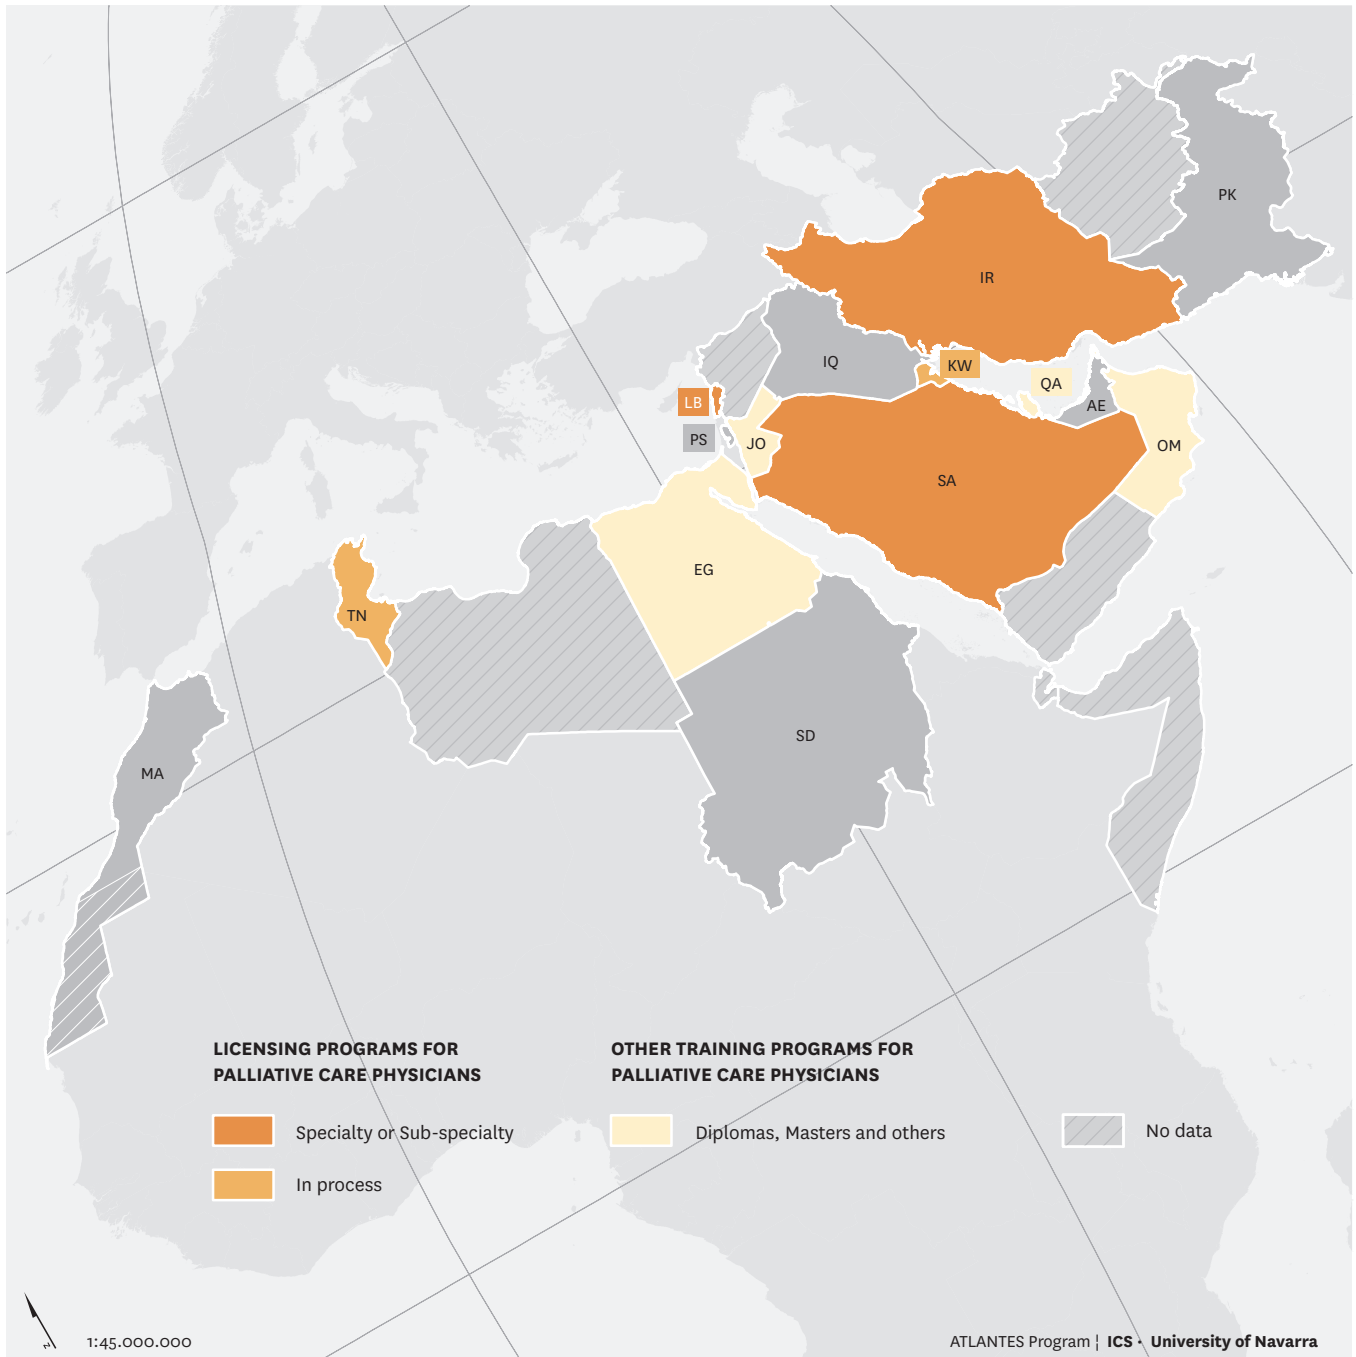 PK
IR
IQ
KW
QA
LB
AE
PS
JO
OM
SA
EG
TN
SD
MA
LICENSING PROGRAMS FOR
PALLIATIVE CARE PHYSICIANS
Specialty or Sub-specialty
In process
OTHER TRAINING PROGRAMS FOR
PALLIATIVE CARE PHYSICIANS
Diplomas, Masters and others
No data
N
1:45.000.000
ATLANTES Program | ICS · University of Navarra